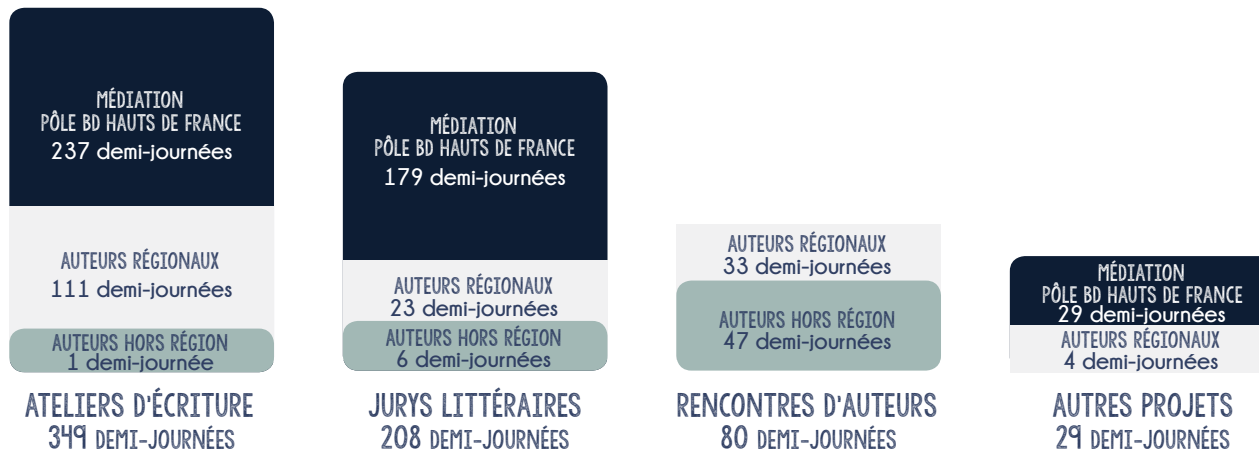 MÉDIATION
PÔLE BD HAUTS DE FRANCE
237 demi-journées
AUTEURS RÉGIONAUX
111 demi-journées
AUTEURS HORS RÉGION
1 demi-journée
ATELIERS D'ÉCRITURE
349 DEMI-JOURNÉES
MÉDIATION
PÔLE BD HAUTS DE FRANCE
179 demi-journées
AUTEURS RÉGIONAUX
23 demi-journées
AUTEURS HORS RÉGION
6 demi-journées
JURYS LITTÉRAIRES
208 DEMI-JOURNÉES
AUTEURS RÉGIONAUX
33 demi-journées
AUTEURS HORS RÉGION
47 demi-journées
RENCONTRES D'AUTEURS
80 DEMI-JOURNÉES
MÉDIATION
PÔLE BD HAUTS DE FRANCE
29 demi-journées
AUTEURS RÉGIONAUX
4 demi-journées
AUTRES PROJETS
29 DEMI-JOURNÉES